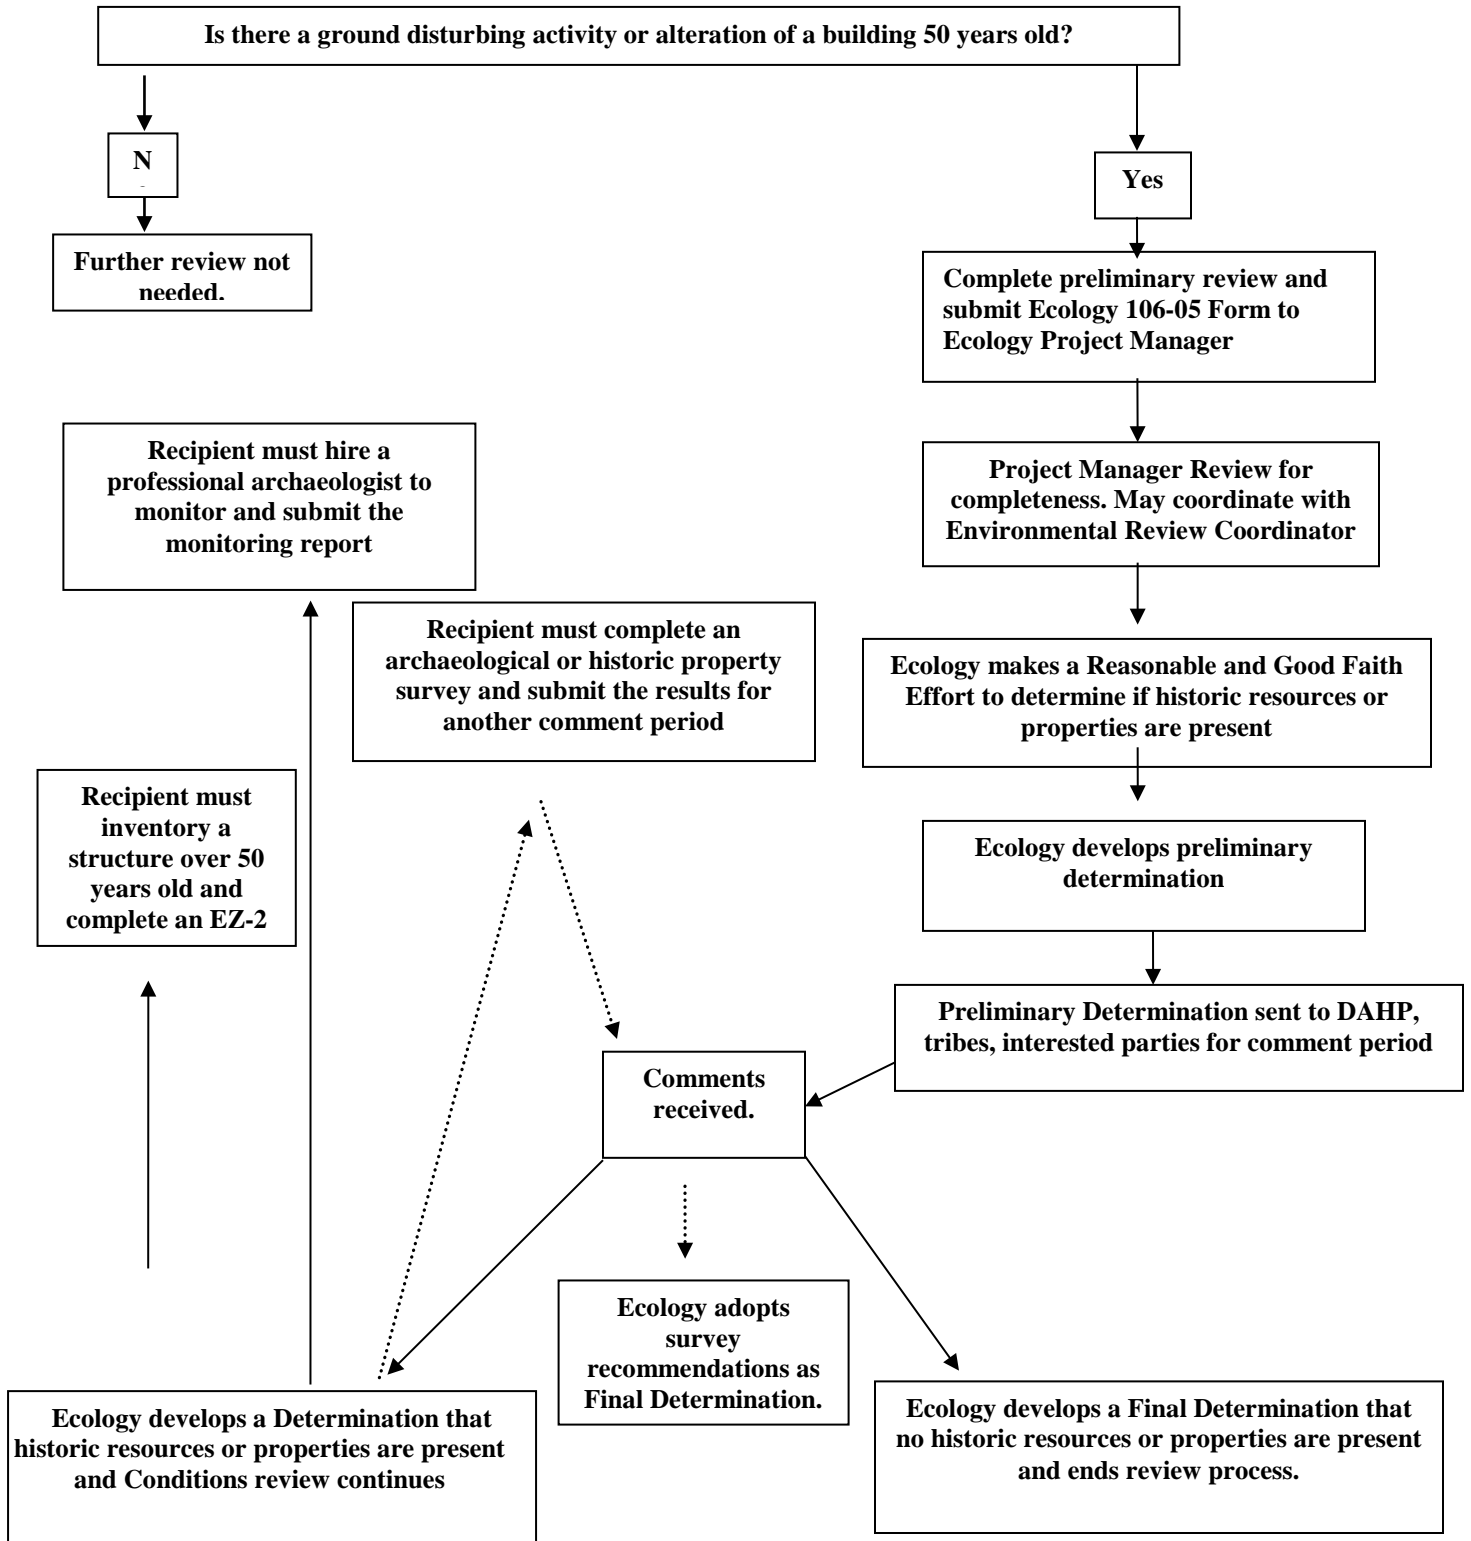 Is there a ground disturbing activity or alteration of a building 50 years old?
N
Yes
Further review not
needed.
Complete preliminary review and
submit Ecology 106-05 Form to
Ecology Project Manager
Recipient must hire a
professional archaeologist to
monitor and submit the
monitoring report
Project Manager Review for
completeness. May coordinate with
Environmental Review Coordinator
Recipient must complete an
archaeological or historic property
survey and submit the results for
another comment period
Ecology makes a Reasonable and Good Faith
Effort to determine if historic resources or
properties are present
Recipient must
inventory a
structure over 50
years old and
complete an EZ-2
Ecology develops preliminary
determination
Preliminary Determination sent to DAHP,
tribes, interested parties for comment period
Comments
received.
Ecology adopts
survey
recommendations as
Final Determination.
Ecology develops a Determination that
historic resources or properties are present
and Conditions review continues
Ecology develops a Final Determination that
no historic resources or properties are present
and ends review process.